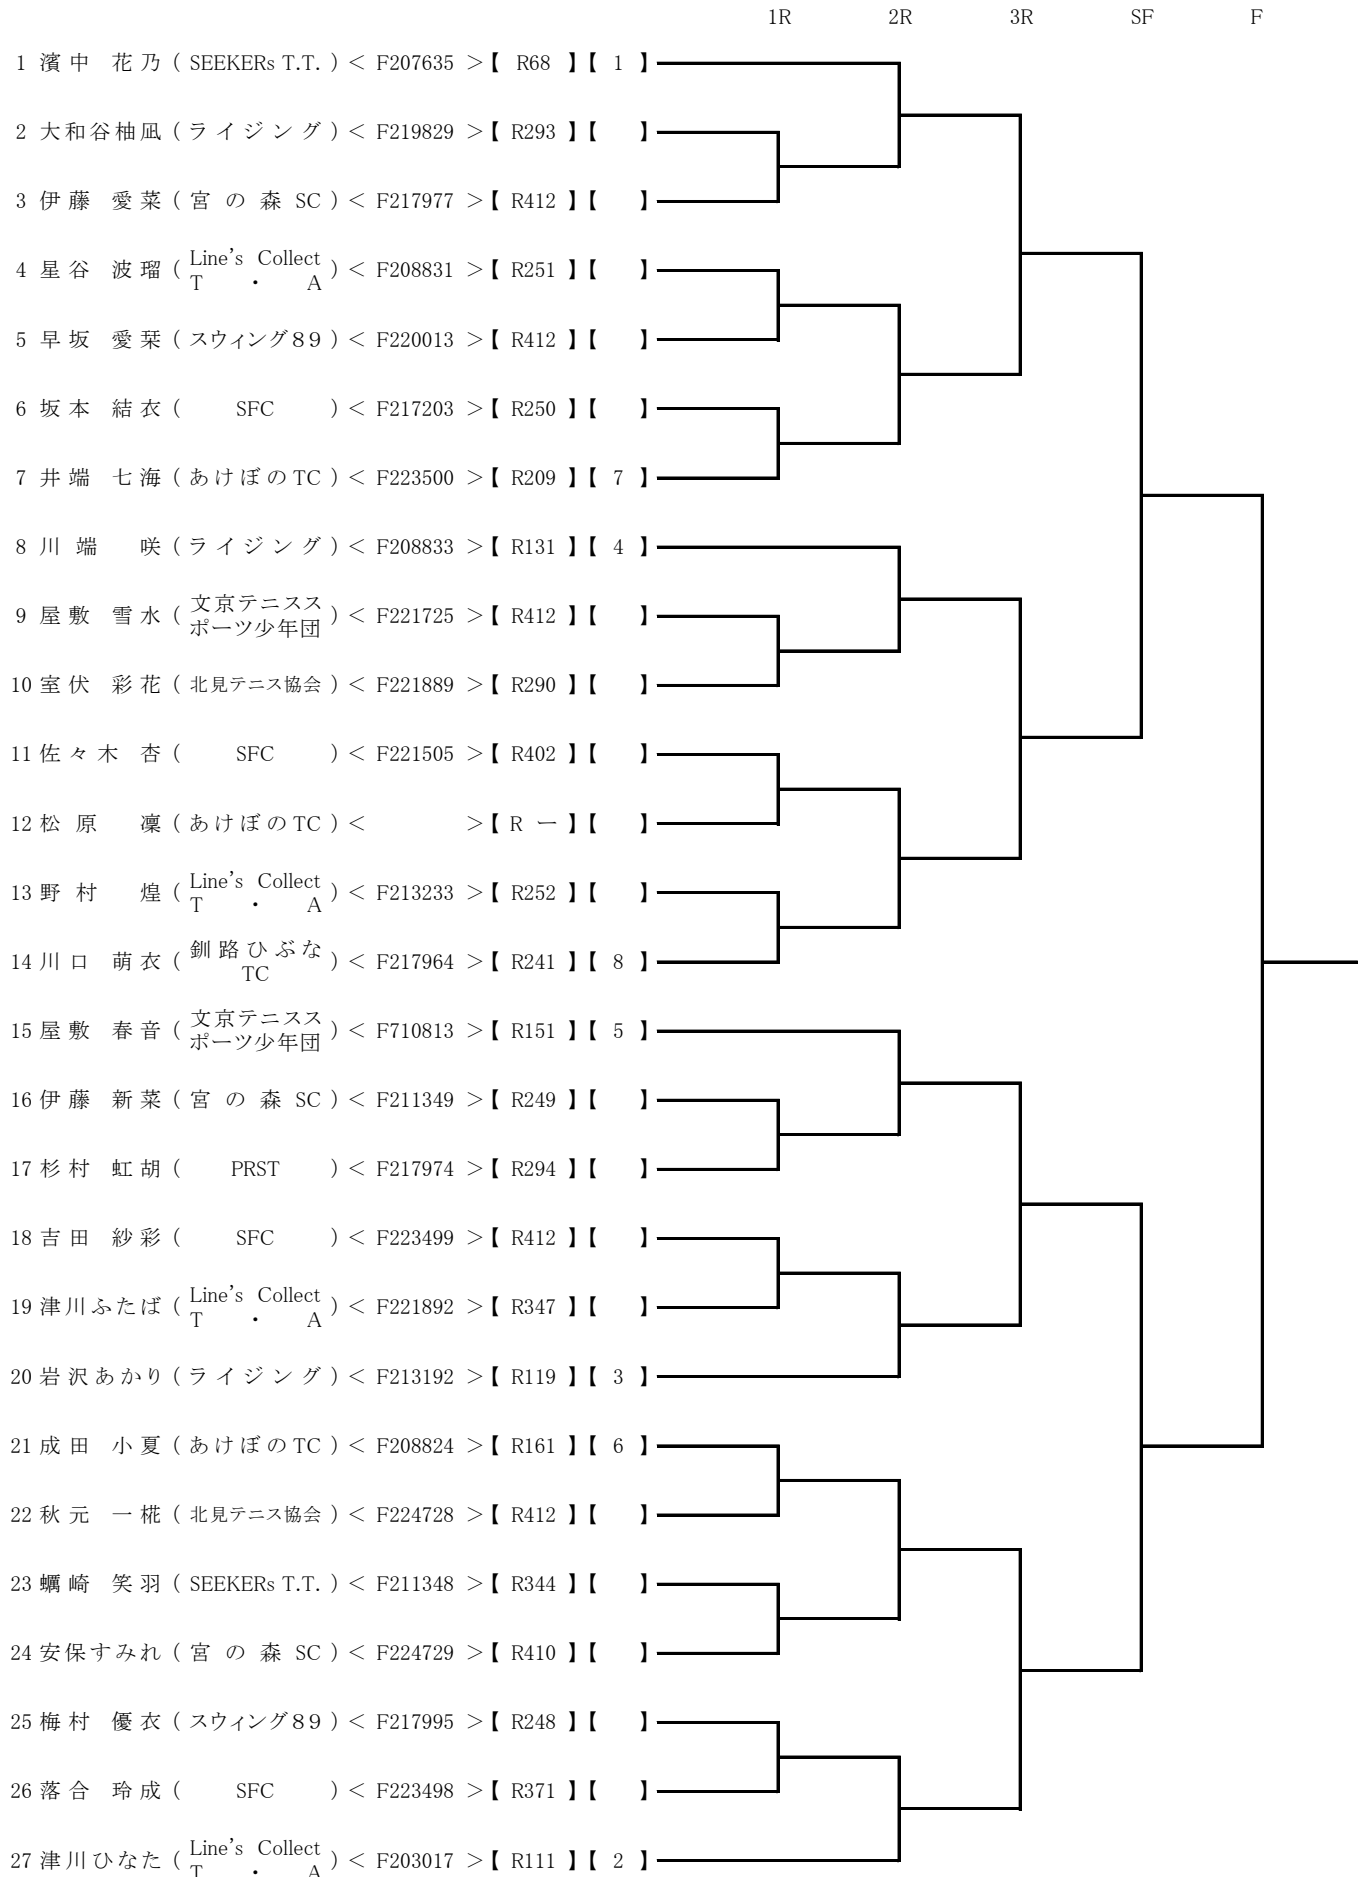 1R 2R 3R SF F
1 濱中 花乃 ( SEEKERs T.T. ) < F207635 >【 R68 】【 1 】
2 大和谷柚凪 ( ライジング ) < F219829 >【 R293 】【 】
3 伊藤 愛菜 ( 宮の森 SC ) < F217977 >【 R412 】【 】
4 星谷 波瑠 ( Line's Collect T ・ A ) < F208831 >【 R251 】【 】
5 早坂 愛栞 ( スウィング89 ) < F220013 >【 R412 】【 】
6 坂本 結衣 ( SFC ) < F217203 >【 R250 】【 】
7 井端 七海 ( あけぼのTC ) < F223500 >【 R209 】【 7 】
8 川端 咲 ( ライジング ) < F208833 >【 R131 】【 4 】
9 屋敷 雪水 ( 文京テニススポーツ少年団 ) < F221725 >【 R412 】【 】
10 室伏 彩花 ( 北見テニス協会 ) < F221889 >【 R290 】【 】
11 佐々木 杏 ( SFC ) < F221505 >【 R402 】【 】
12 松原 凜 ( あけぼのTC ) < >【 R ー 】【 】
13 野村 煌 ( Line's Collect T ・ A ) < F213233 >【 R252 】【 】
14 川口 萌衣 ( 釧路ひぶな TC ) < F217964 >【 R241 】【 8 】
15 屋敷 春音 ( 文京テニススポーツ少年団 ) < F710813 >【 R151 】【 5 】
16 伊藤 新菜 ( 宮の森 SC ) < F211349 >【 R249 】【 】
17 杉村 虹胡 ( PRST ) < F217974 >【 R294 】【 】
18 吉田 紗彩 ( SFC ) < F223499 >【 R412 】【 】
19 津川ふたば ( Line's Collect T ・ A ) < F221892 >【 R347 】【 】
20 岩沢あかり ( ライジング ) < F213192 >【 R119 】【 3 】
21 成田 小夏 ( あけぼのTC ) < F208824 >【 R161 】【 6 】
22 秋元 一椛 ( 北見テニス協会 ) < F224728 >【 R412 】【 】
23 蠣崎 笑羽 ( SEEKERs T.T. ) < F211348 >【 R344 】【 】
24 安保すみれ ( 宮の森 SC ) < F224729 >【 R410 】【 】
25 梅村 優衣 ( スウィング89 ) < F217995 >【 R248 】【 】
26 落合 玲成 ( SFC ) < F223498 >【 R371 】【 】
27 津川ひなた ( Line's Collect T ・ A ) < F203017 >【 R111 】【 2 】